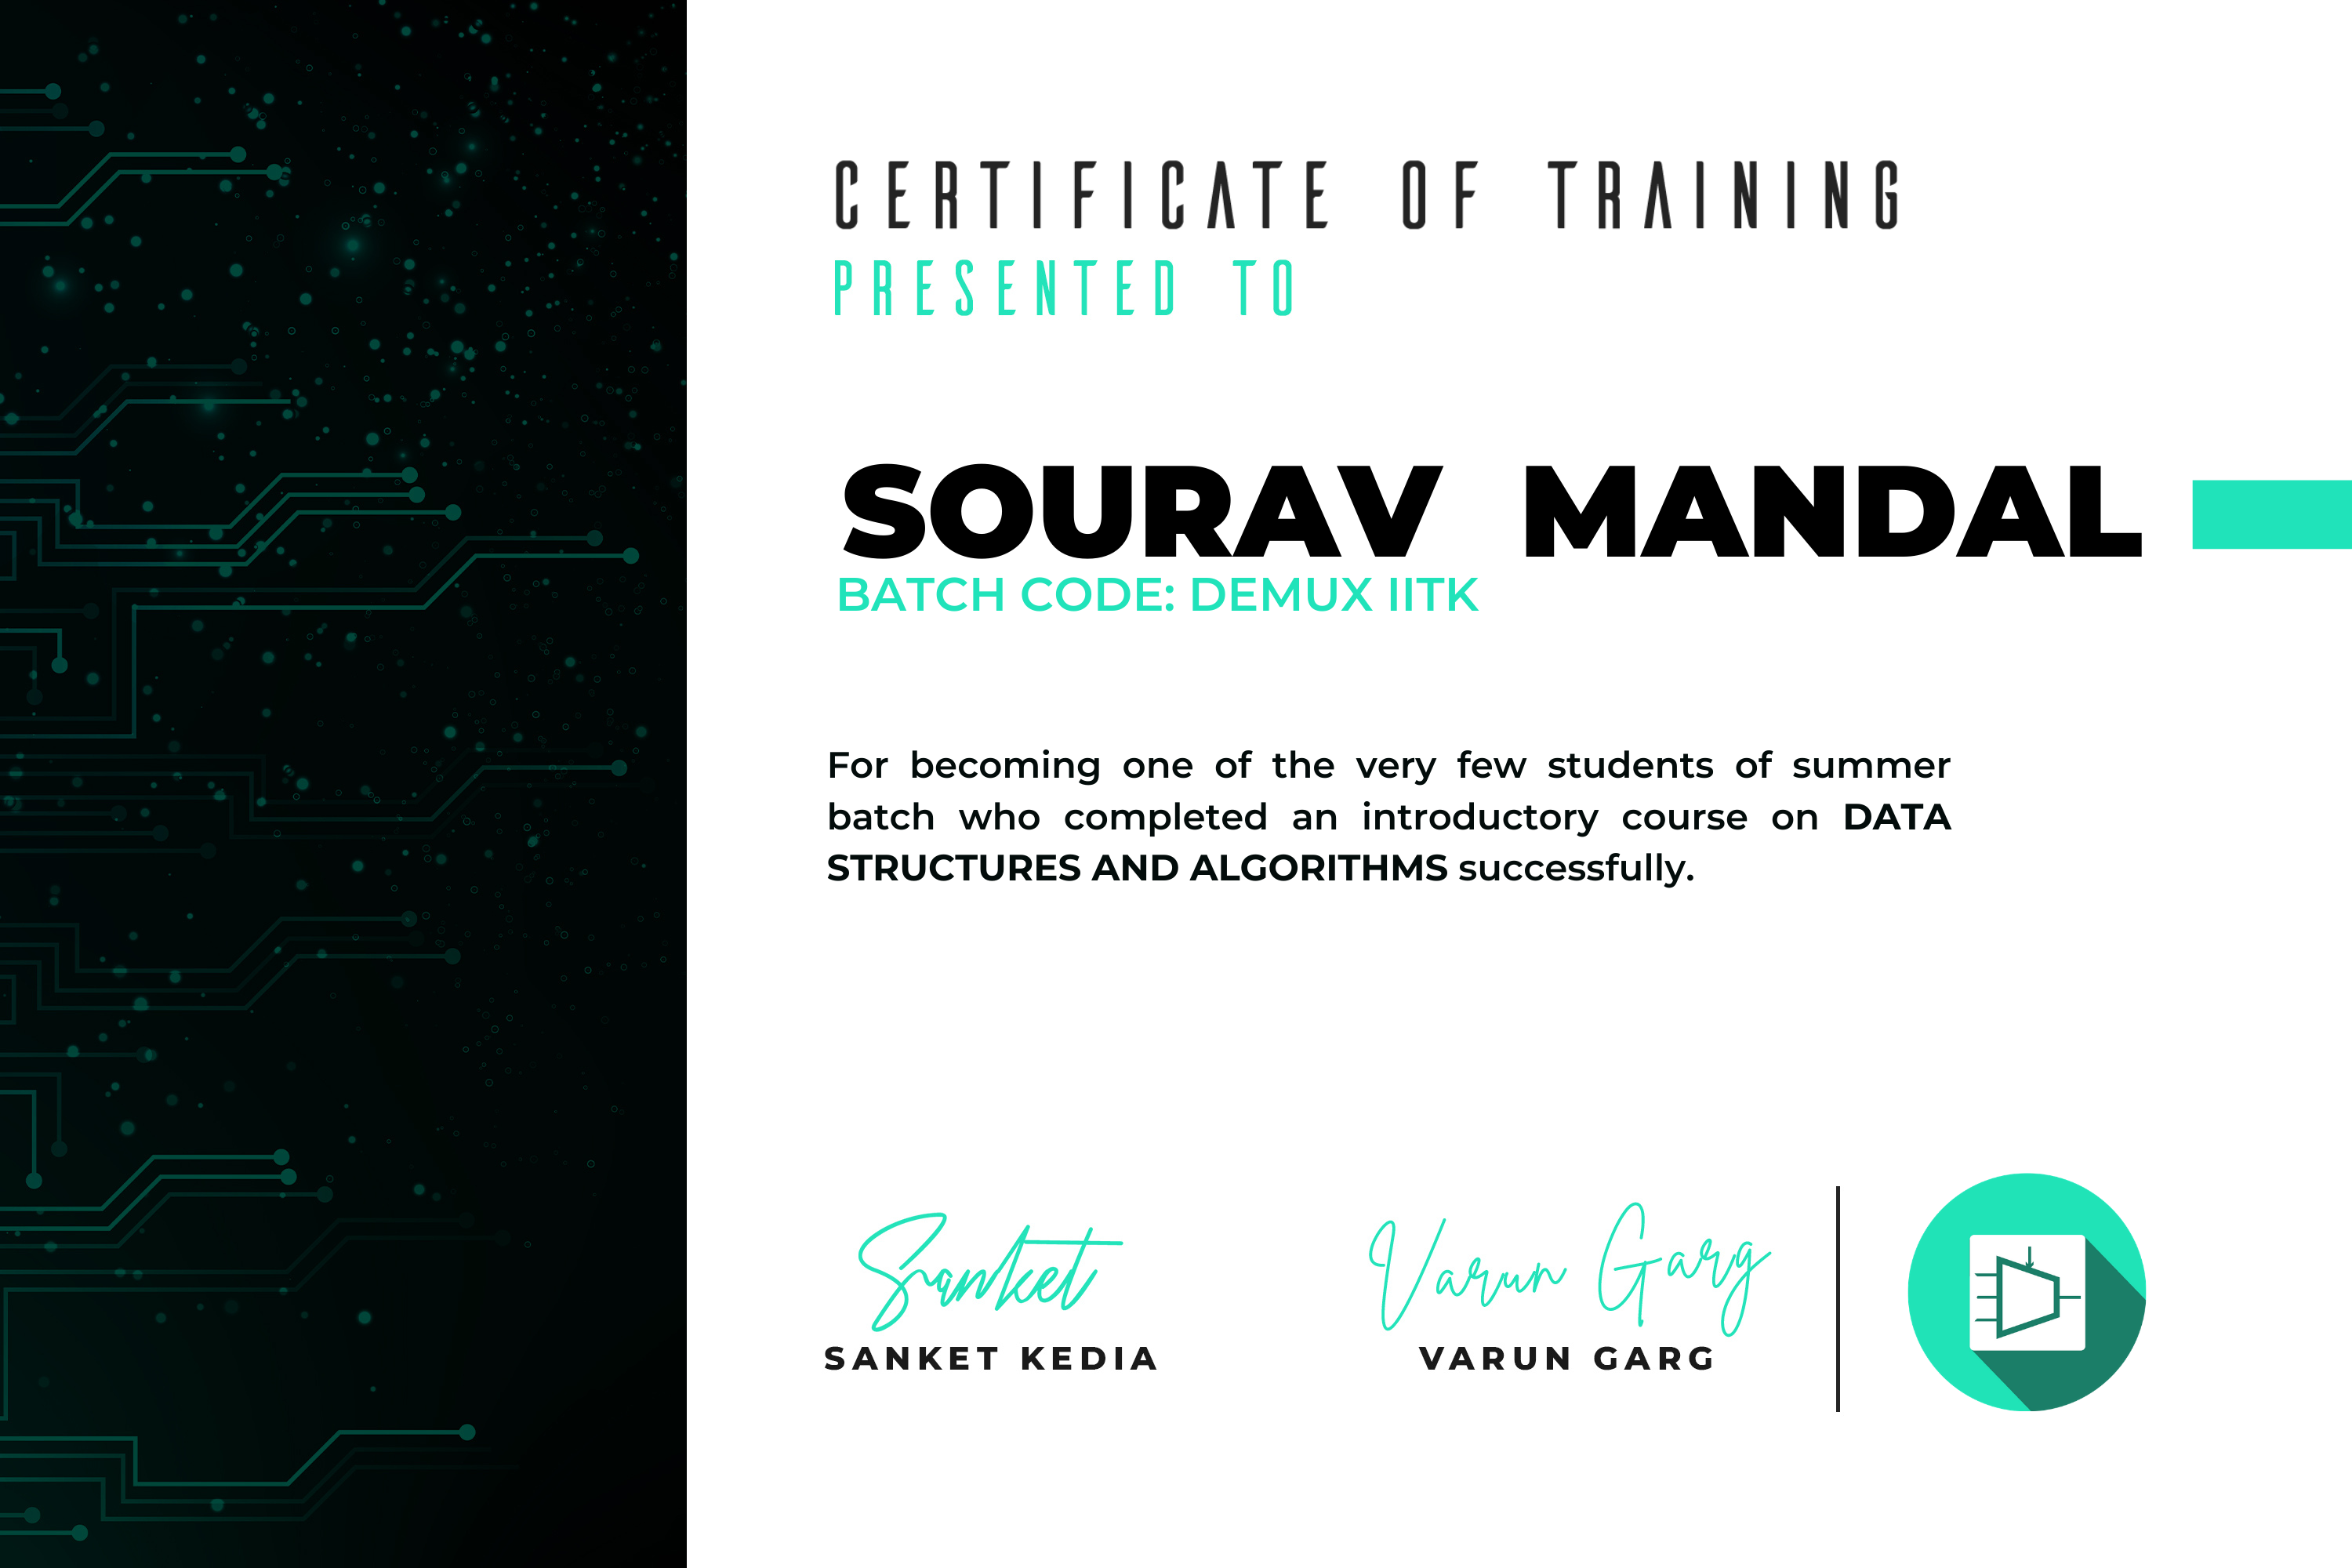 CERTIFICATE OF TRAINING
PRESENTED TO
SOURAV MANDAL
BATCH CODE: DEMUX IITK
For becoming one of the very few students of summer
batch who completed an introductory course on DATA
STRUCTURES AND ALGORITHMS successfully.
Sanket
Varun Garg
SANKET KEDIA
VARUN GARG